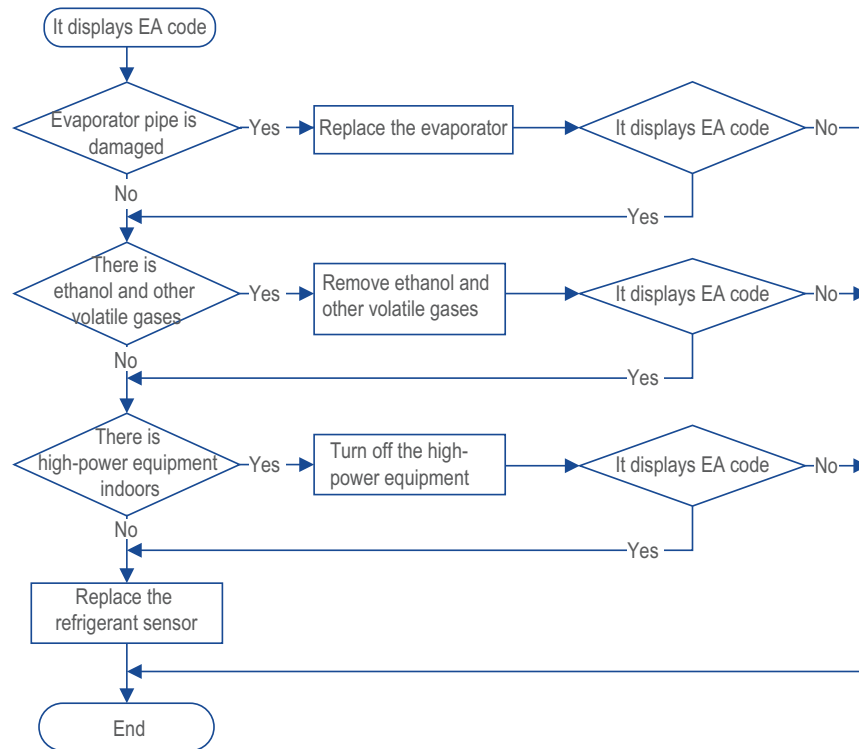 It displays EA code
Evaporator pipe is
damaged
Yes
Replace the evaporator
It displays EA code
No
No
Yes
There is
ethanol and other
volatile gases
Yes
Remove ethanol and
other volatile gases
It displays EA code
No
No
Yes
There is
high-power equipment
indoors
Yes
Turn off the high-
power equipment
It displays EA code
No
No
Yes
Replace the
refrigerant sensor
End